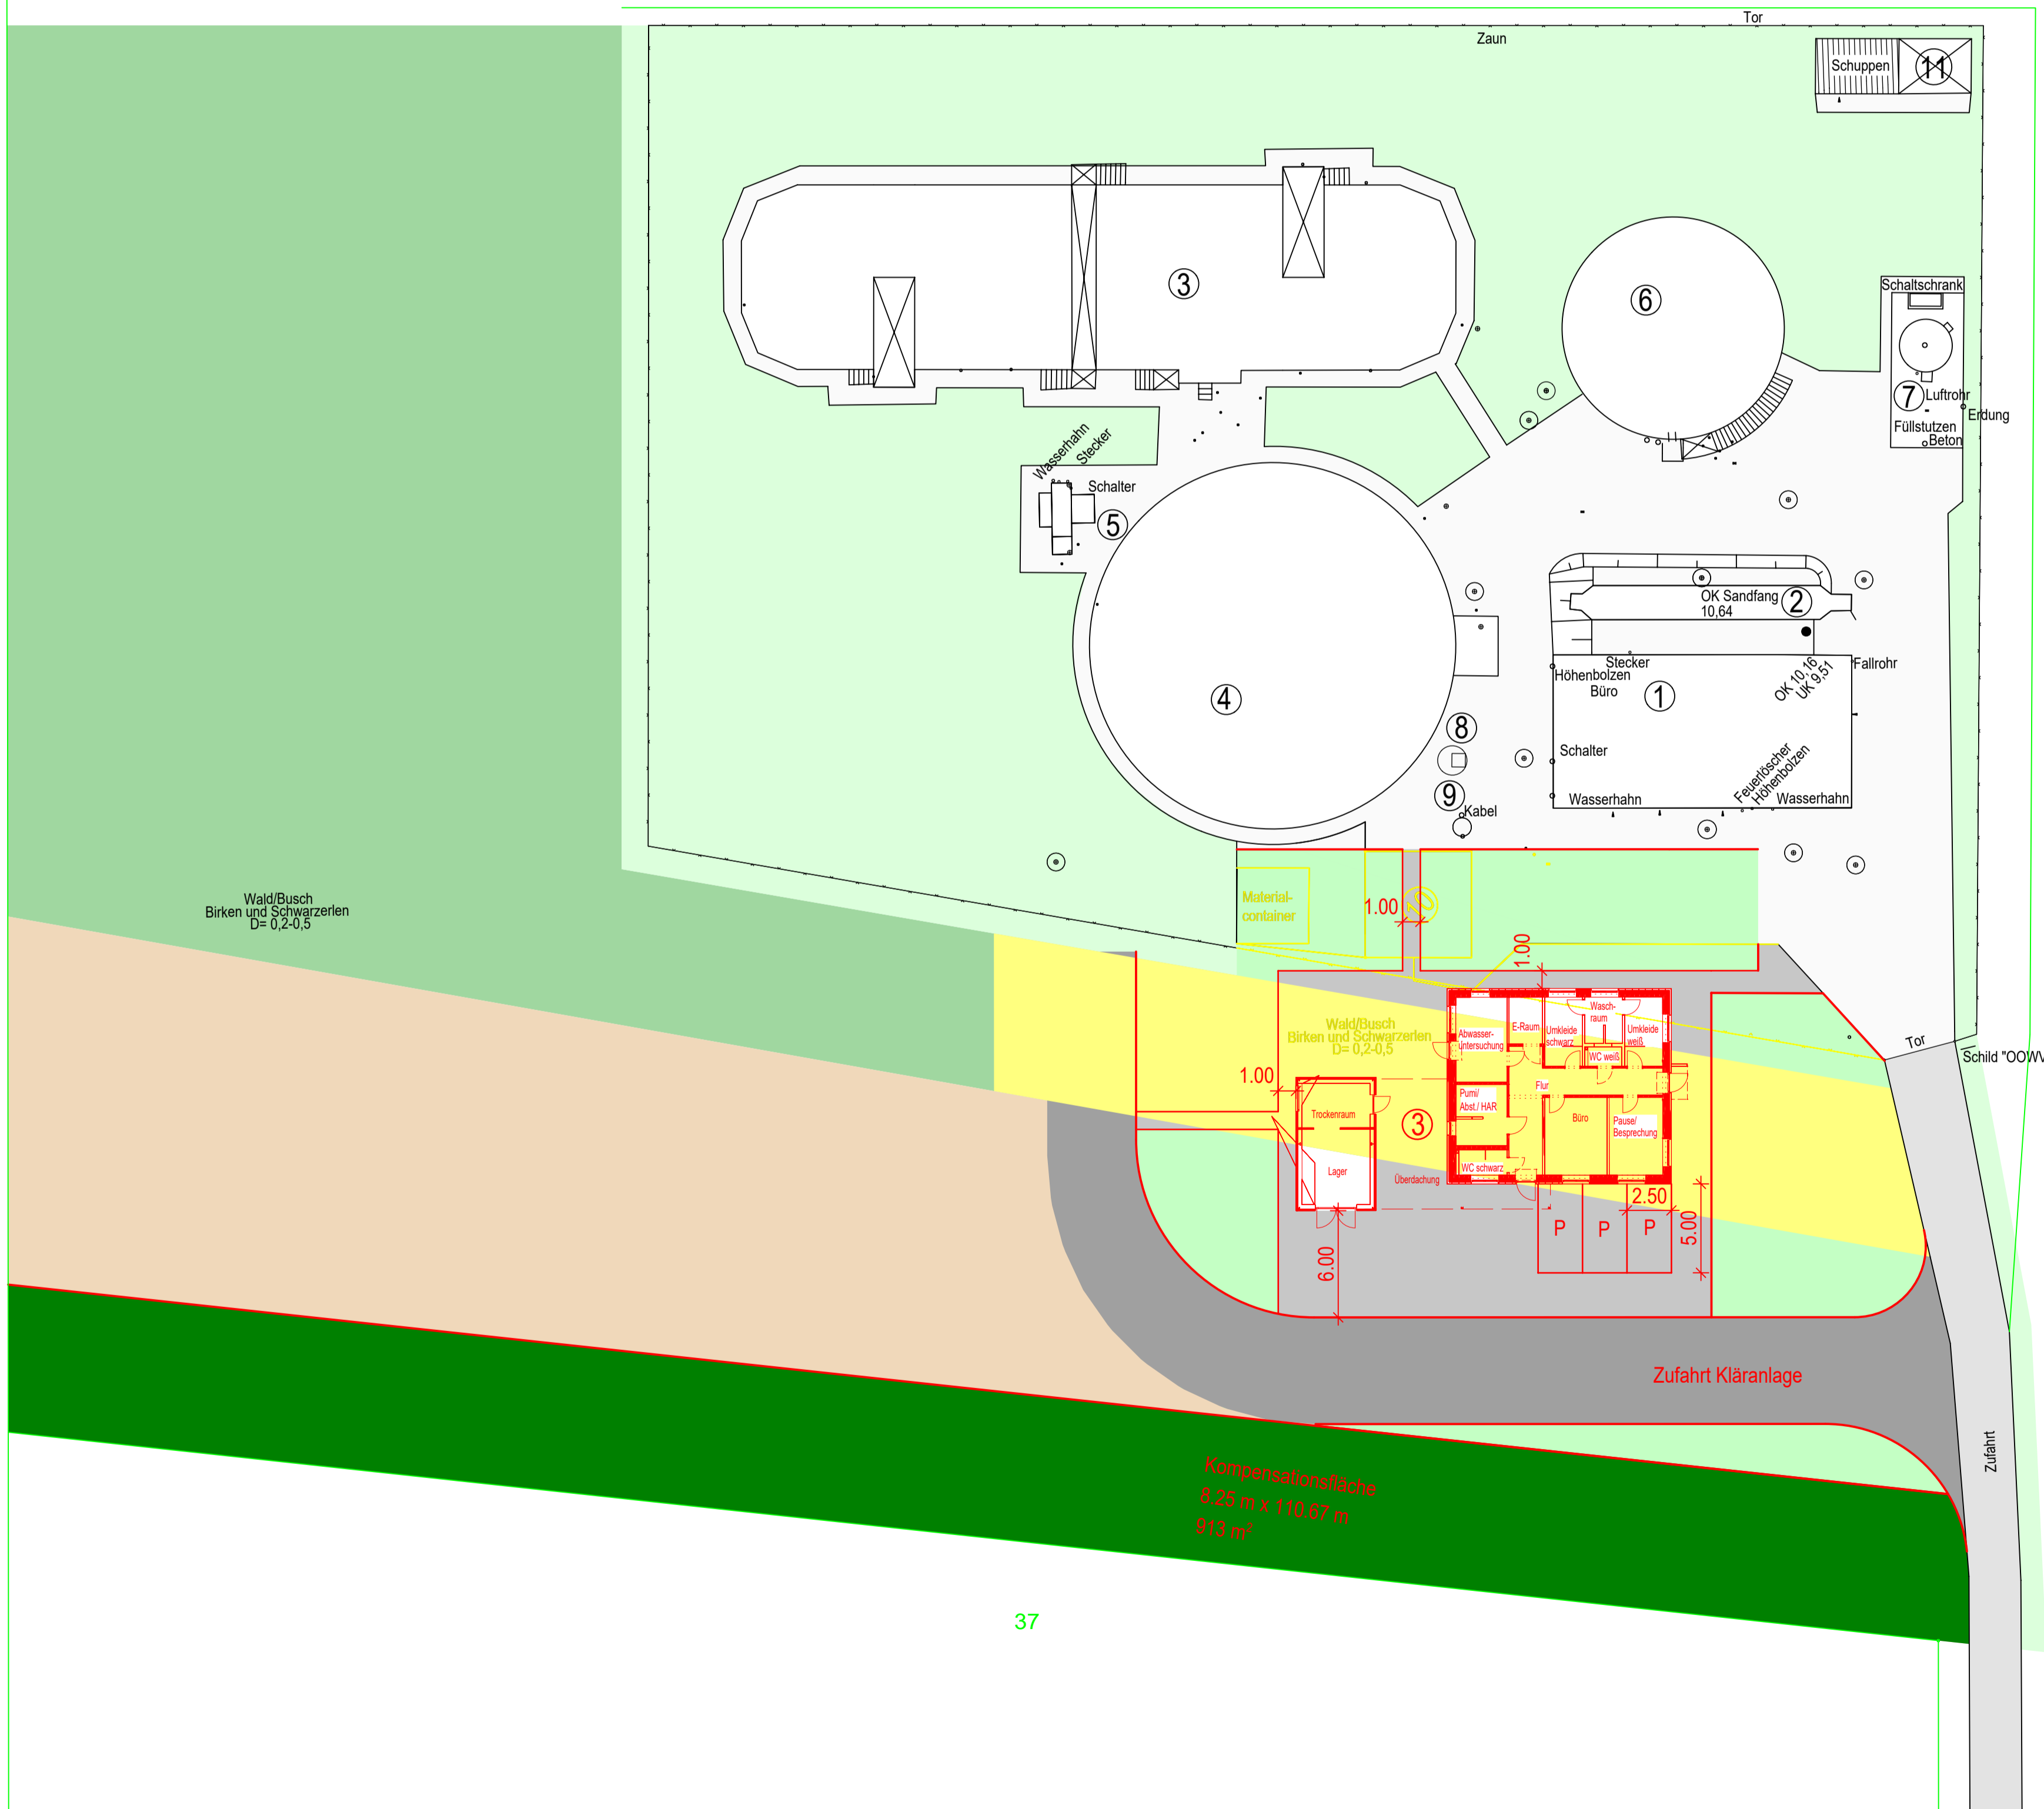 Tor
Zaun
Schuppen
11
3
6
Schaltschrank
7
Luftrohr
Erdung
Füllstutzen
Beton
Wasserhahn
Stecker
Schalter
5
OK Sandfang
10,64
2
Stecker
Fallrohr
Höhenbolzen
Büro
1
OK 10,16
UK 9,51
4
8
Schalter
9
Kabel
Wasserhahn
Feuerlöscher
Höhenbolzen
Wasserhahn
Wald/Busch
Birken und Schwarzerlen
D= 0,2-0,5
Material-
container
1.00
10
1.00
Wald/Busch
Birken und Schwarzerlen
D= 0,2-0,5
Abwasser-
untersuchung
E-Raum
Umkleide
schwarz
Wasch-
raum
Umkleide
weiß
WC weiß
Tor
Schild "OOWV
1.00
Flur
Pumi/
Abst./ HAR
Trockenraum
3
Büro
Pause/
Besprechung
Lager
WC schwarz
Überdachung
2.50
P
P
P
5.00
6.00
Zufahrt Kläranlage
Zufahrt
Kompensationsfläche
8.25 m x 110.67 m
913 m²
37